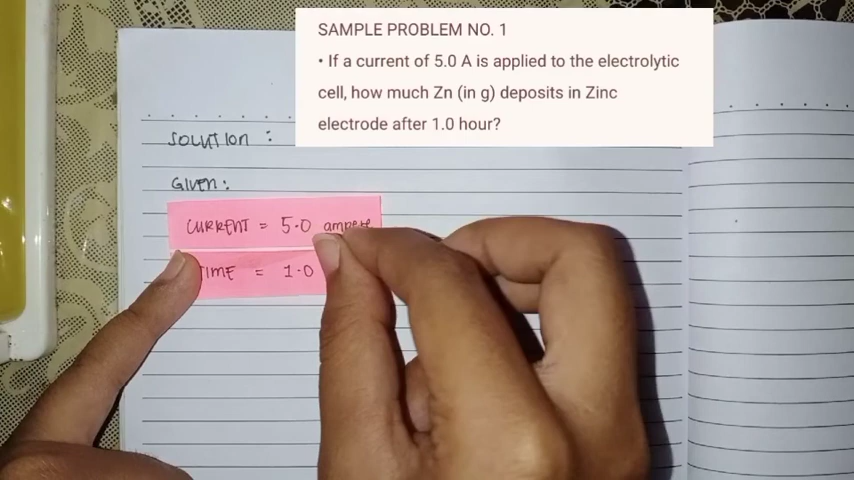 SAMPLE PROBLEM NO. 1
• If a current of 5.0 A is applied to the electrolytic
cell, how much Zn (in g) deposits in Zinc
electrode after 1.0 hour?
SOLUTION :
GIVEN:
CURRENT = 5.0 ampere
TIME = 1.0